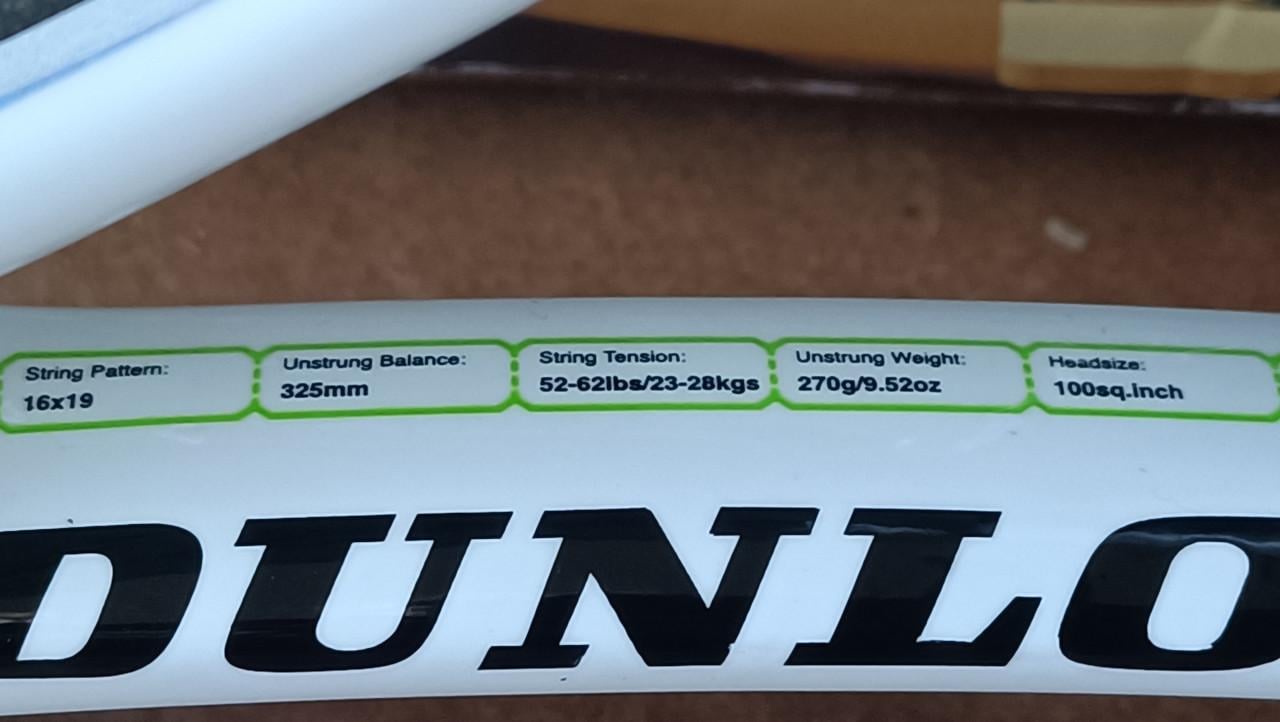 String Pattern:
16x19
Unstrung Balance:
325mm
String Tension:
52-62lbs/23-28kgs
Unstrung Weight:
270g/9.52oz
Headsize:
100sq.inch
DUNLO